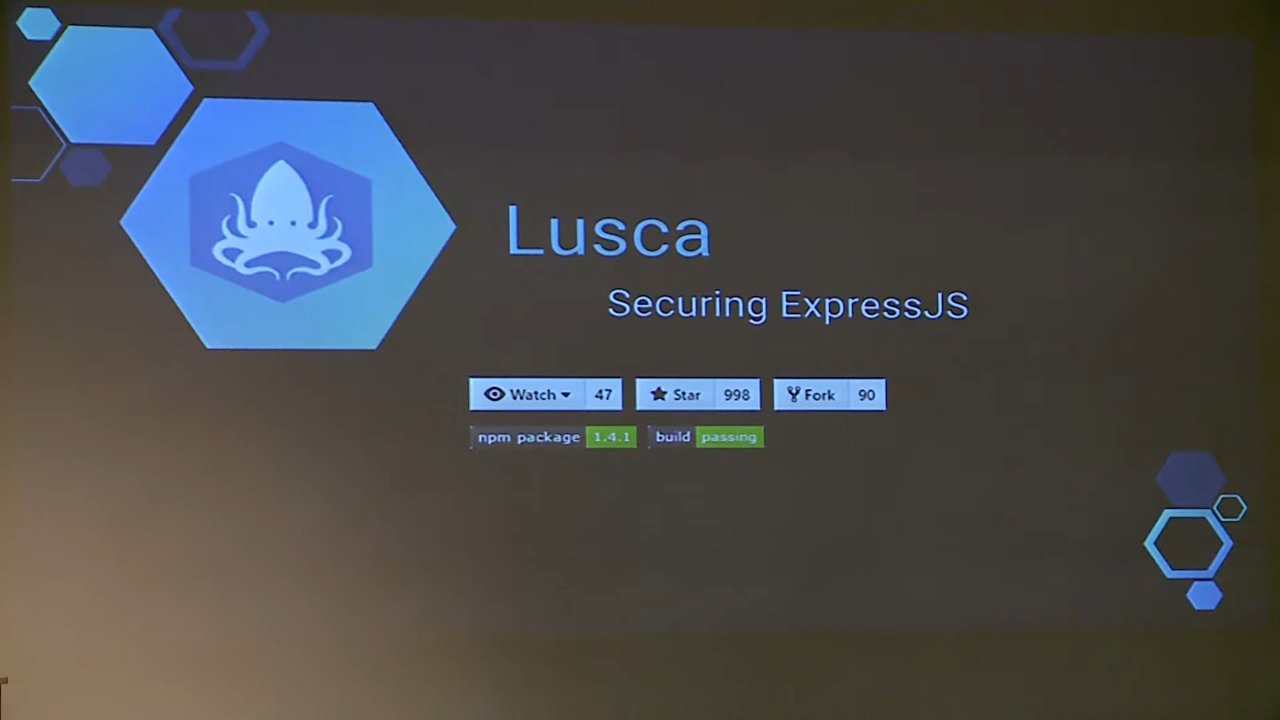 Lusca
Securing ExpressJS
Watch 47 Star 998 Fork 90
npm package 1.4.1 build passing